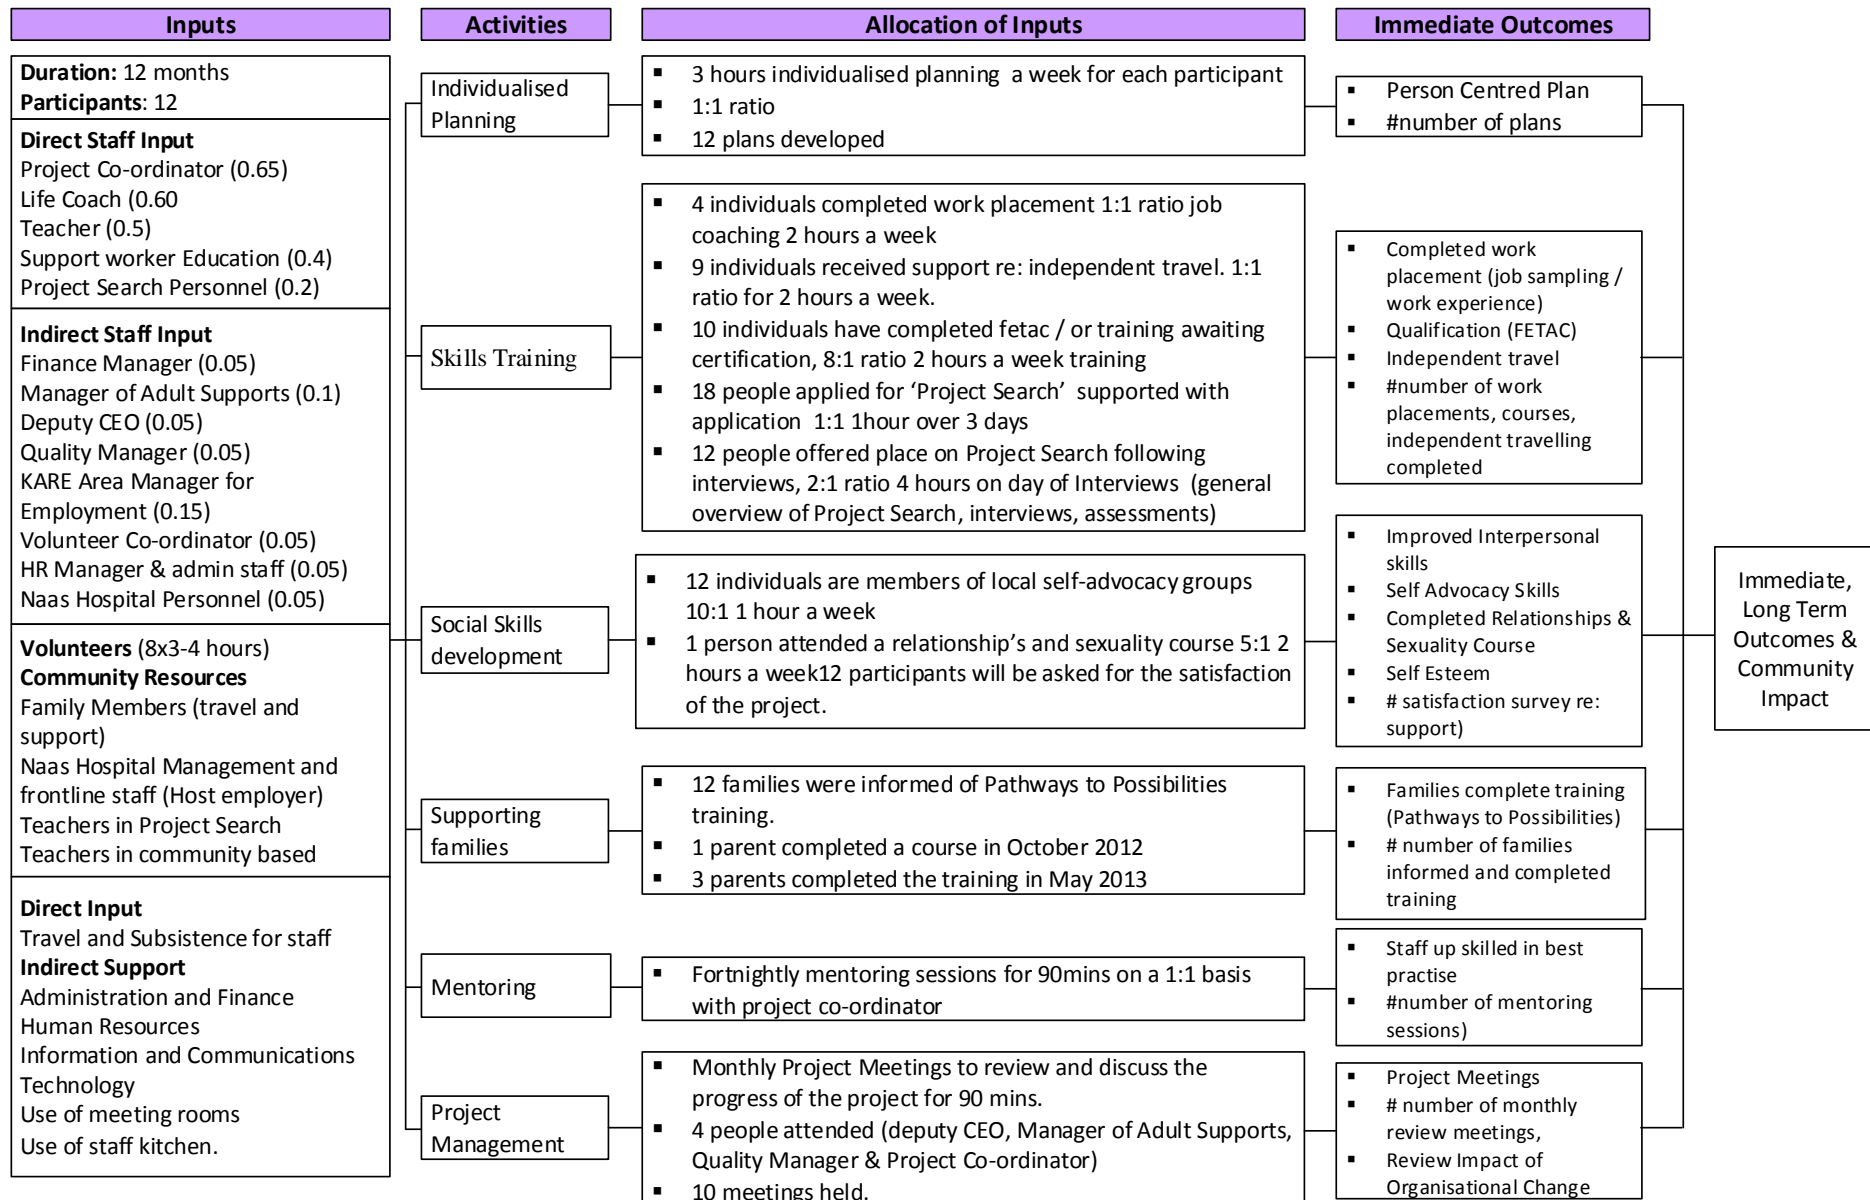 Inputs
Activities
Allocation of Inputs
Immediate Outcomes
Duration: 12 months
Participants: 12
Direct Staff Input
Project Co-ordinator (0.65)
Life Coach (0.60
Teacher (0.5)
Support worker Education (0.4)
Project Search Personnel (0.2)
Indirect Staff Input
Finance Manager (0.05)
Manager of Adult Supports (0.1)
Deputy CEO (0.05)
Quality Manager (0.05)
KARE Area Manager for
Employment (0.15)
Volunteer Co-ordinator (0.05)
HR Manager & admin staff (0.05)
Naas Hospital Personnel (0.05)
Volunteers (8x3-4 hours)
Community Resources
Family Members (travel and
support)
Naas Hospital Management and
frontline staff (Host employer)
Teachers in Project Search
Teachers in community based
Direct Input
Travel and Subsistence for staff
Indirect Support
Administration and Finance
Human Resources
Information and Communications
Technology
Use of meeting rooms
Use of staff kitchen.
Individualised
Planning
▪ 3 hours individualised planning a week for each participant
▪ 1:1 ratio
▪ 12 plans developed
▪ Person Centred Plan
▪ #number of plans
Skills Training
▪ 4 individuals completed work placement 1:1 ratio job
coaching 2 hours a week
▪ 9 individuals received support re: independent travel. 1:1
ratio for 2 hours a week.
▪ 10 individuals have completed fetac / or training awaiting
certification, 8:1 ratio 2 hours a week training
▪ 18 people applied for ‘Project Search’ supported with
application 1:1 1hour over 3 days
▪ 12 people offered place on Project Search following
interviews, 2:1 ratio 4 hours on day of Interviews (general
overview of Project Search, interviews, assessments)
▪ Completed work
placement (job sampling /
work experience)
▪ Qualification (FETAC)
▪ Independent travel
▪ #number of work
placements, courses,
independent travelling
completed
Social Skills
development
▪ 12 individuals are members of local self-advocacy groups
10:1 1 hour a week
▪ 1 person attended a relationship’s and sexuality course 5:1 2
hours a week12 participants will be asked for the satisfaction
of the project.
▪ Improved Interpersonal
skills
▪ Self Advocacy Skills
▪ Completed Relationships &
Sexuality Course
▪ Self Esteem
▪ # satisfaction survey re:
support)
Supporting
families
▪ 12 families were informed of Pathways to Possibilities
training.
▪ 1 parent completed a course in October 2012
▪ 3 parents completed the training in May 2013
▪ Families complete training
(Pathways to Possibilities)
▪ # number of families
informed and completed
training
Mentoring
▪ Fortnightly mentoring sessions for 90mins on a 1:1 basis
with project co-ordinator
▪ Staff up skilled in best
practise
▪ #number of mentoring
sessions)
Project
Management
▪ Monthly Project Meetings to review and discuss the
progress of the project for 90 mins.
▪ 4 people attended (deputy CEO, Manager of Adult Supports,
Quality Manager & Project Co-ordinator)
▪ 10 meetings held.
▪ Project Meetings
▪ # number of monthly
review meetings,
▪ Review Impact of
Organisational Change
Immediate,
Long Term
Outcomes &
Community
Impact